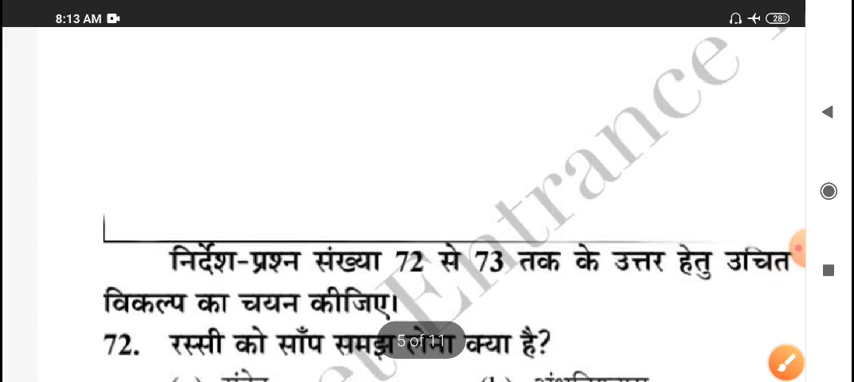 8:13 AM
28
Entrance
निर्देश-प्रश्न संख्या 72 से 73 तक के उत्तर हेतु उचित
विकल्प का चयन कीजिए।
72. रस्सी को साँप समझ लेना क्या है?
5 of 11